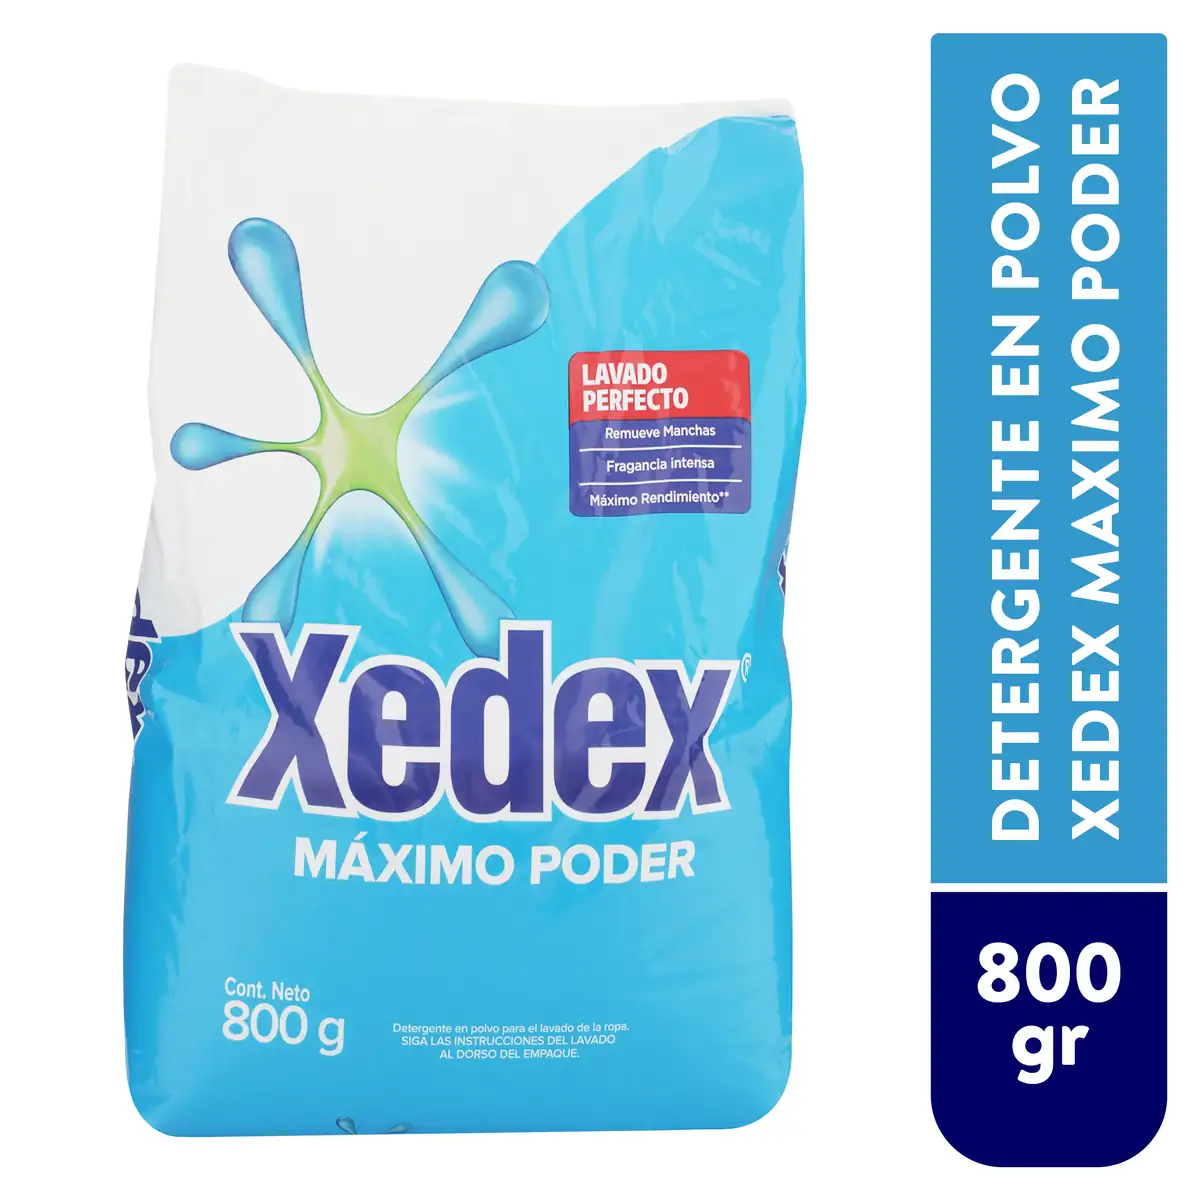 LAVADO
PERFECTO
Remueve Manchas
Fragancia intensa
Máximo Rendimiento**
Xedex®
MÁXIMO PODER
Cont. Neto
800 g
Detergente en polvo para el lavado de la ropa.
SIGA LAS INSTRUCCIONES DEL LAVADO
AL DORSO DEL EMPAQUE.
DETERGENTE EN POLVO
XEDEX MAXIMO PODER
800
gr